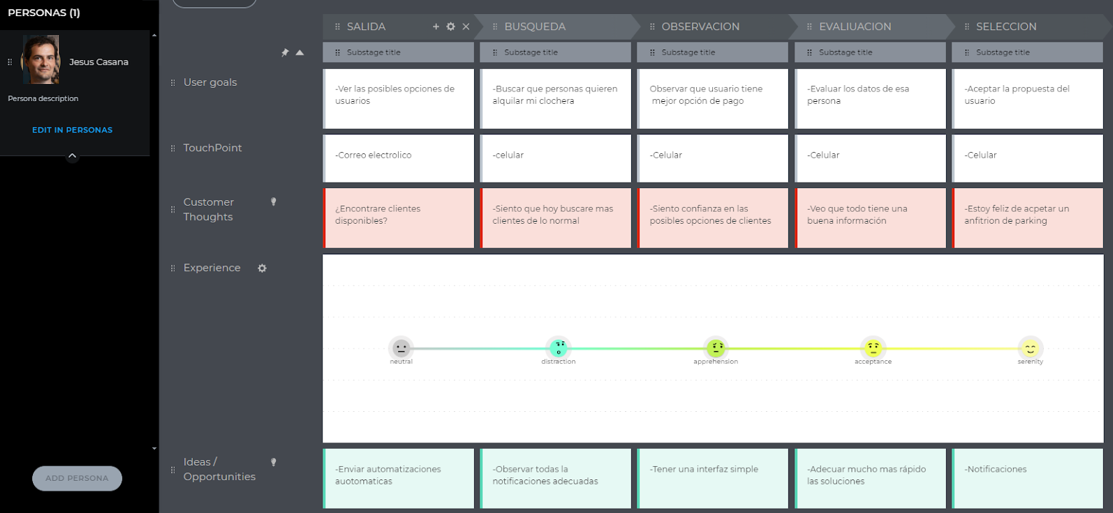 PERSONAS (1)
Jesus Casana
Persona description
EDIT IN PERSONAS
ADD PERSONA
SALIDA
BUSQUEDA
OBSERVACION
EVALIUACION
SELECCION
Substage title
Substage title
Substage title
Substage title
Substage title
User goals
-Ver las posibles opciones de
usuarios
-Buscar que personas quieren
alquilar mi clochera
Observar que usuario tiene
mejor opción de pago
-Evaluar los datos de esa
persona
-Aceptar la propuesta del
usuario
TouchPoint
-Correo electrolico
-celular
-Celular
-Celular
-Celular
Customer
Thoughts
¿Encontrare clientes
disponibles?
-Siento que hoy buscare mas
clientes de lo normal
-Siento confianza en las
posibles opciones de clientes
-Veo que todo tiene una
buena información
-Estoy feliz de acpetar un
anfitrion de parking
Experience
neutral
distraction
apprehension
acceptance
serenity
Ideas /
Opportunities
-Enviar automatizaciones
auotomaticas
-Observar todas la
notificaciones adecuadas
-Tener una interfaz simple
-Adecuar mucho mas rápido
las soluciones
-Notificaciones